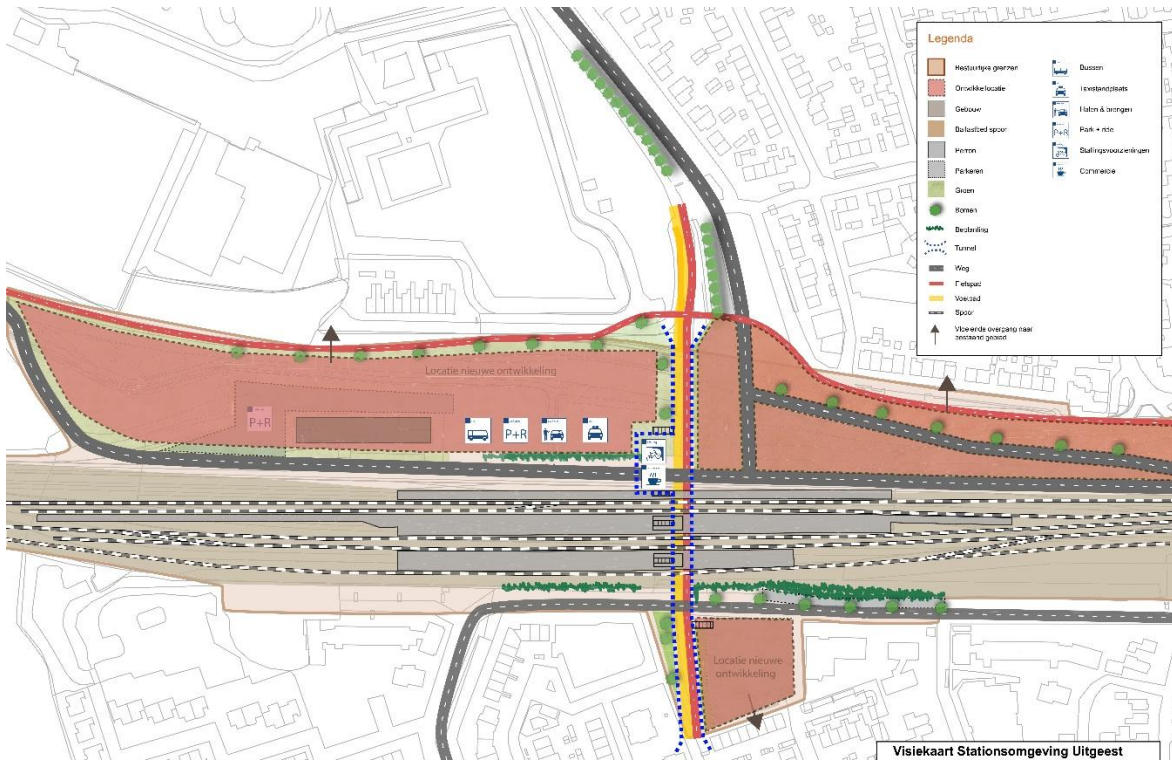 Legenda
Bestuurlijke grenzen
Ontwikkellocatie
Gebouw
Ballastbed spoor
Perron
Parkeren
Groen
Bomen
Beplanting
Tunnel
Weg
Fietspad
Voetpad
Spoor
Vloeiende overgang naar
bestaand gebied
Bussen
Taxistandplaats
Halen & brengen
P+R
Park + ride
Stallingsvoorzieningen
Commercie
Locatie nieuwe ontwikkeling
P+R
P+R
Locatie nieuwe
ontwikkeling
Visiekaart Stationsomgeving Uitgeest